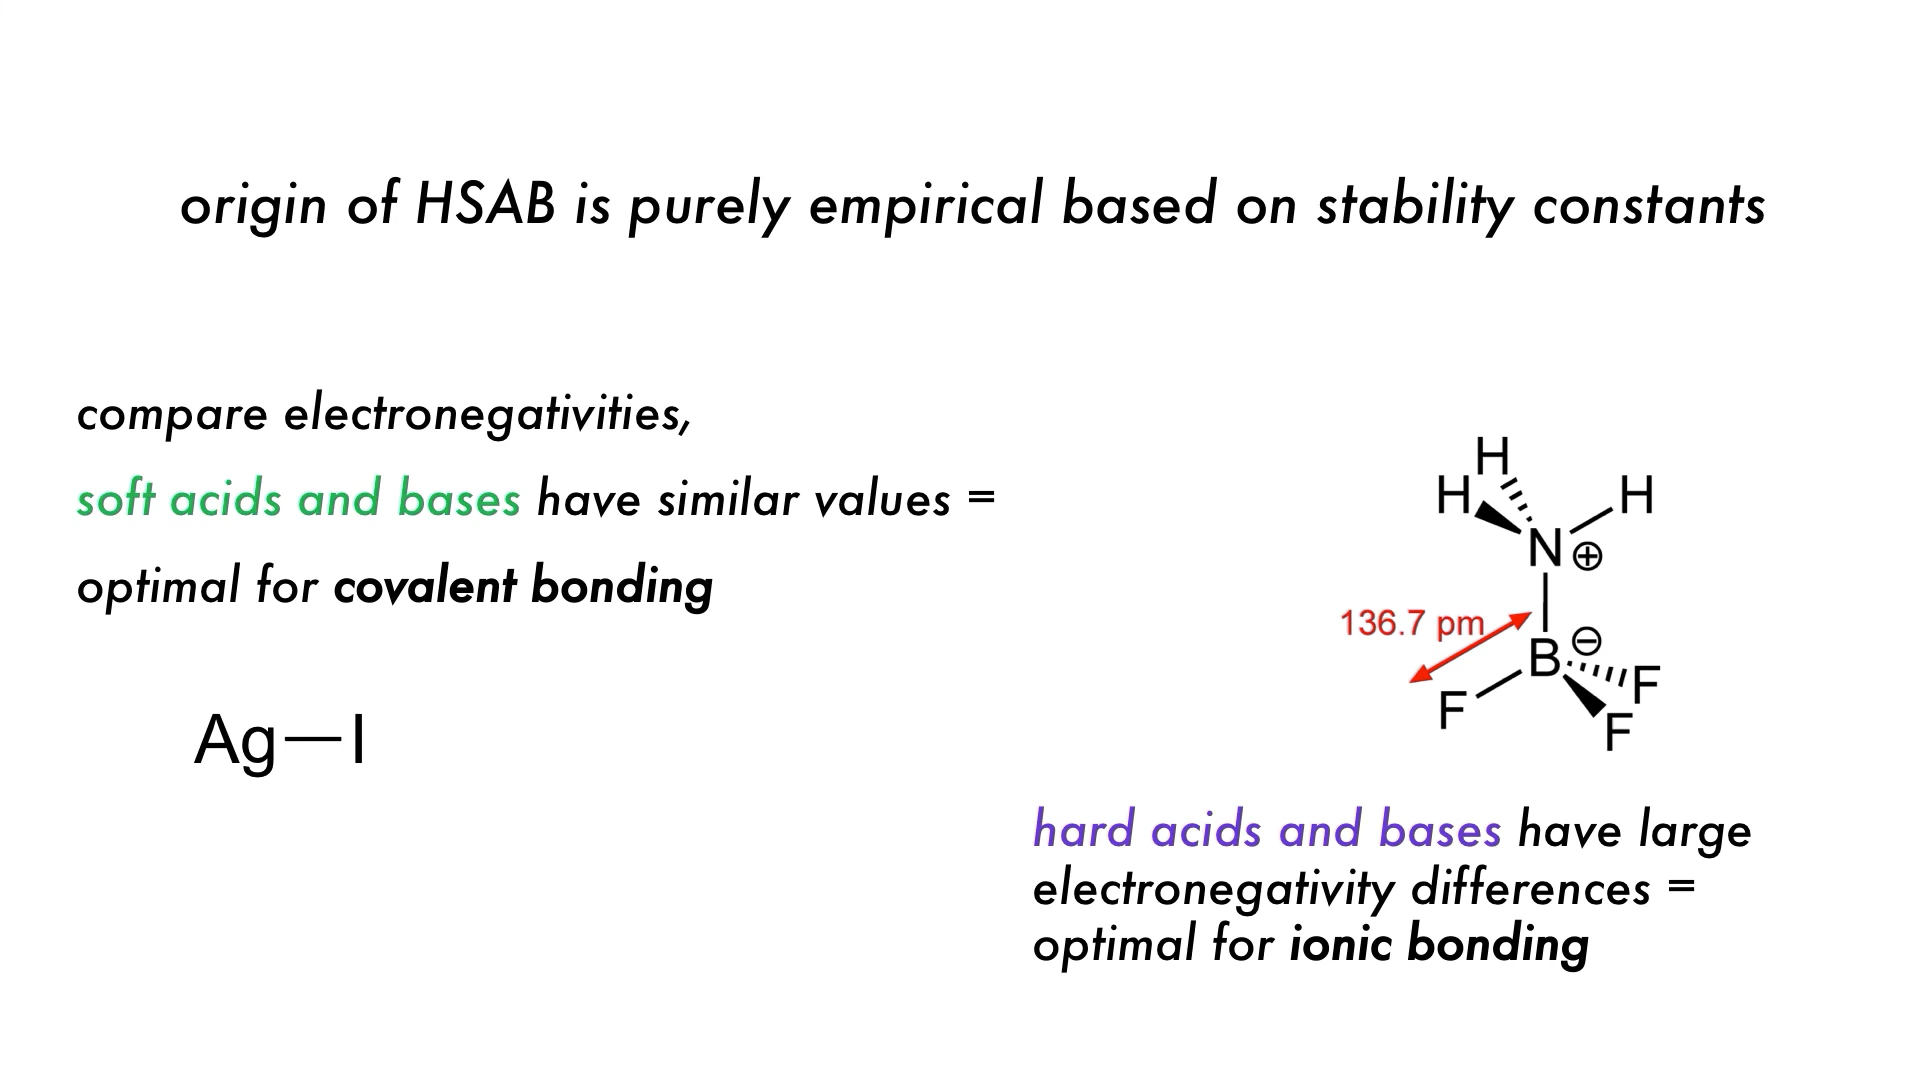 origin of HSAB is purely empirical based on stability constants
compare electronegativities,
soft acids and bases have similar values =
optimal for covalent bonding
Ag—I
H
H H
N ⊕
136.7 pm
B ⊖
F F
F
hard acids and bases have large
electronegativity differences =
optimal for ionic bonding